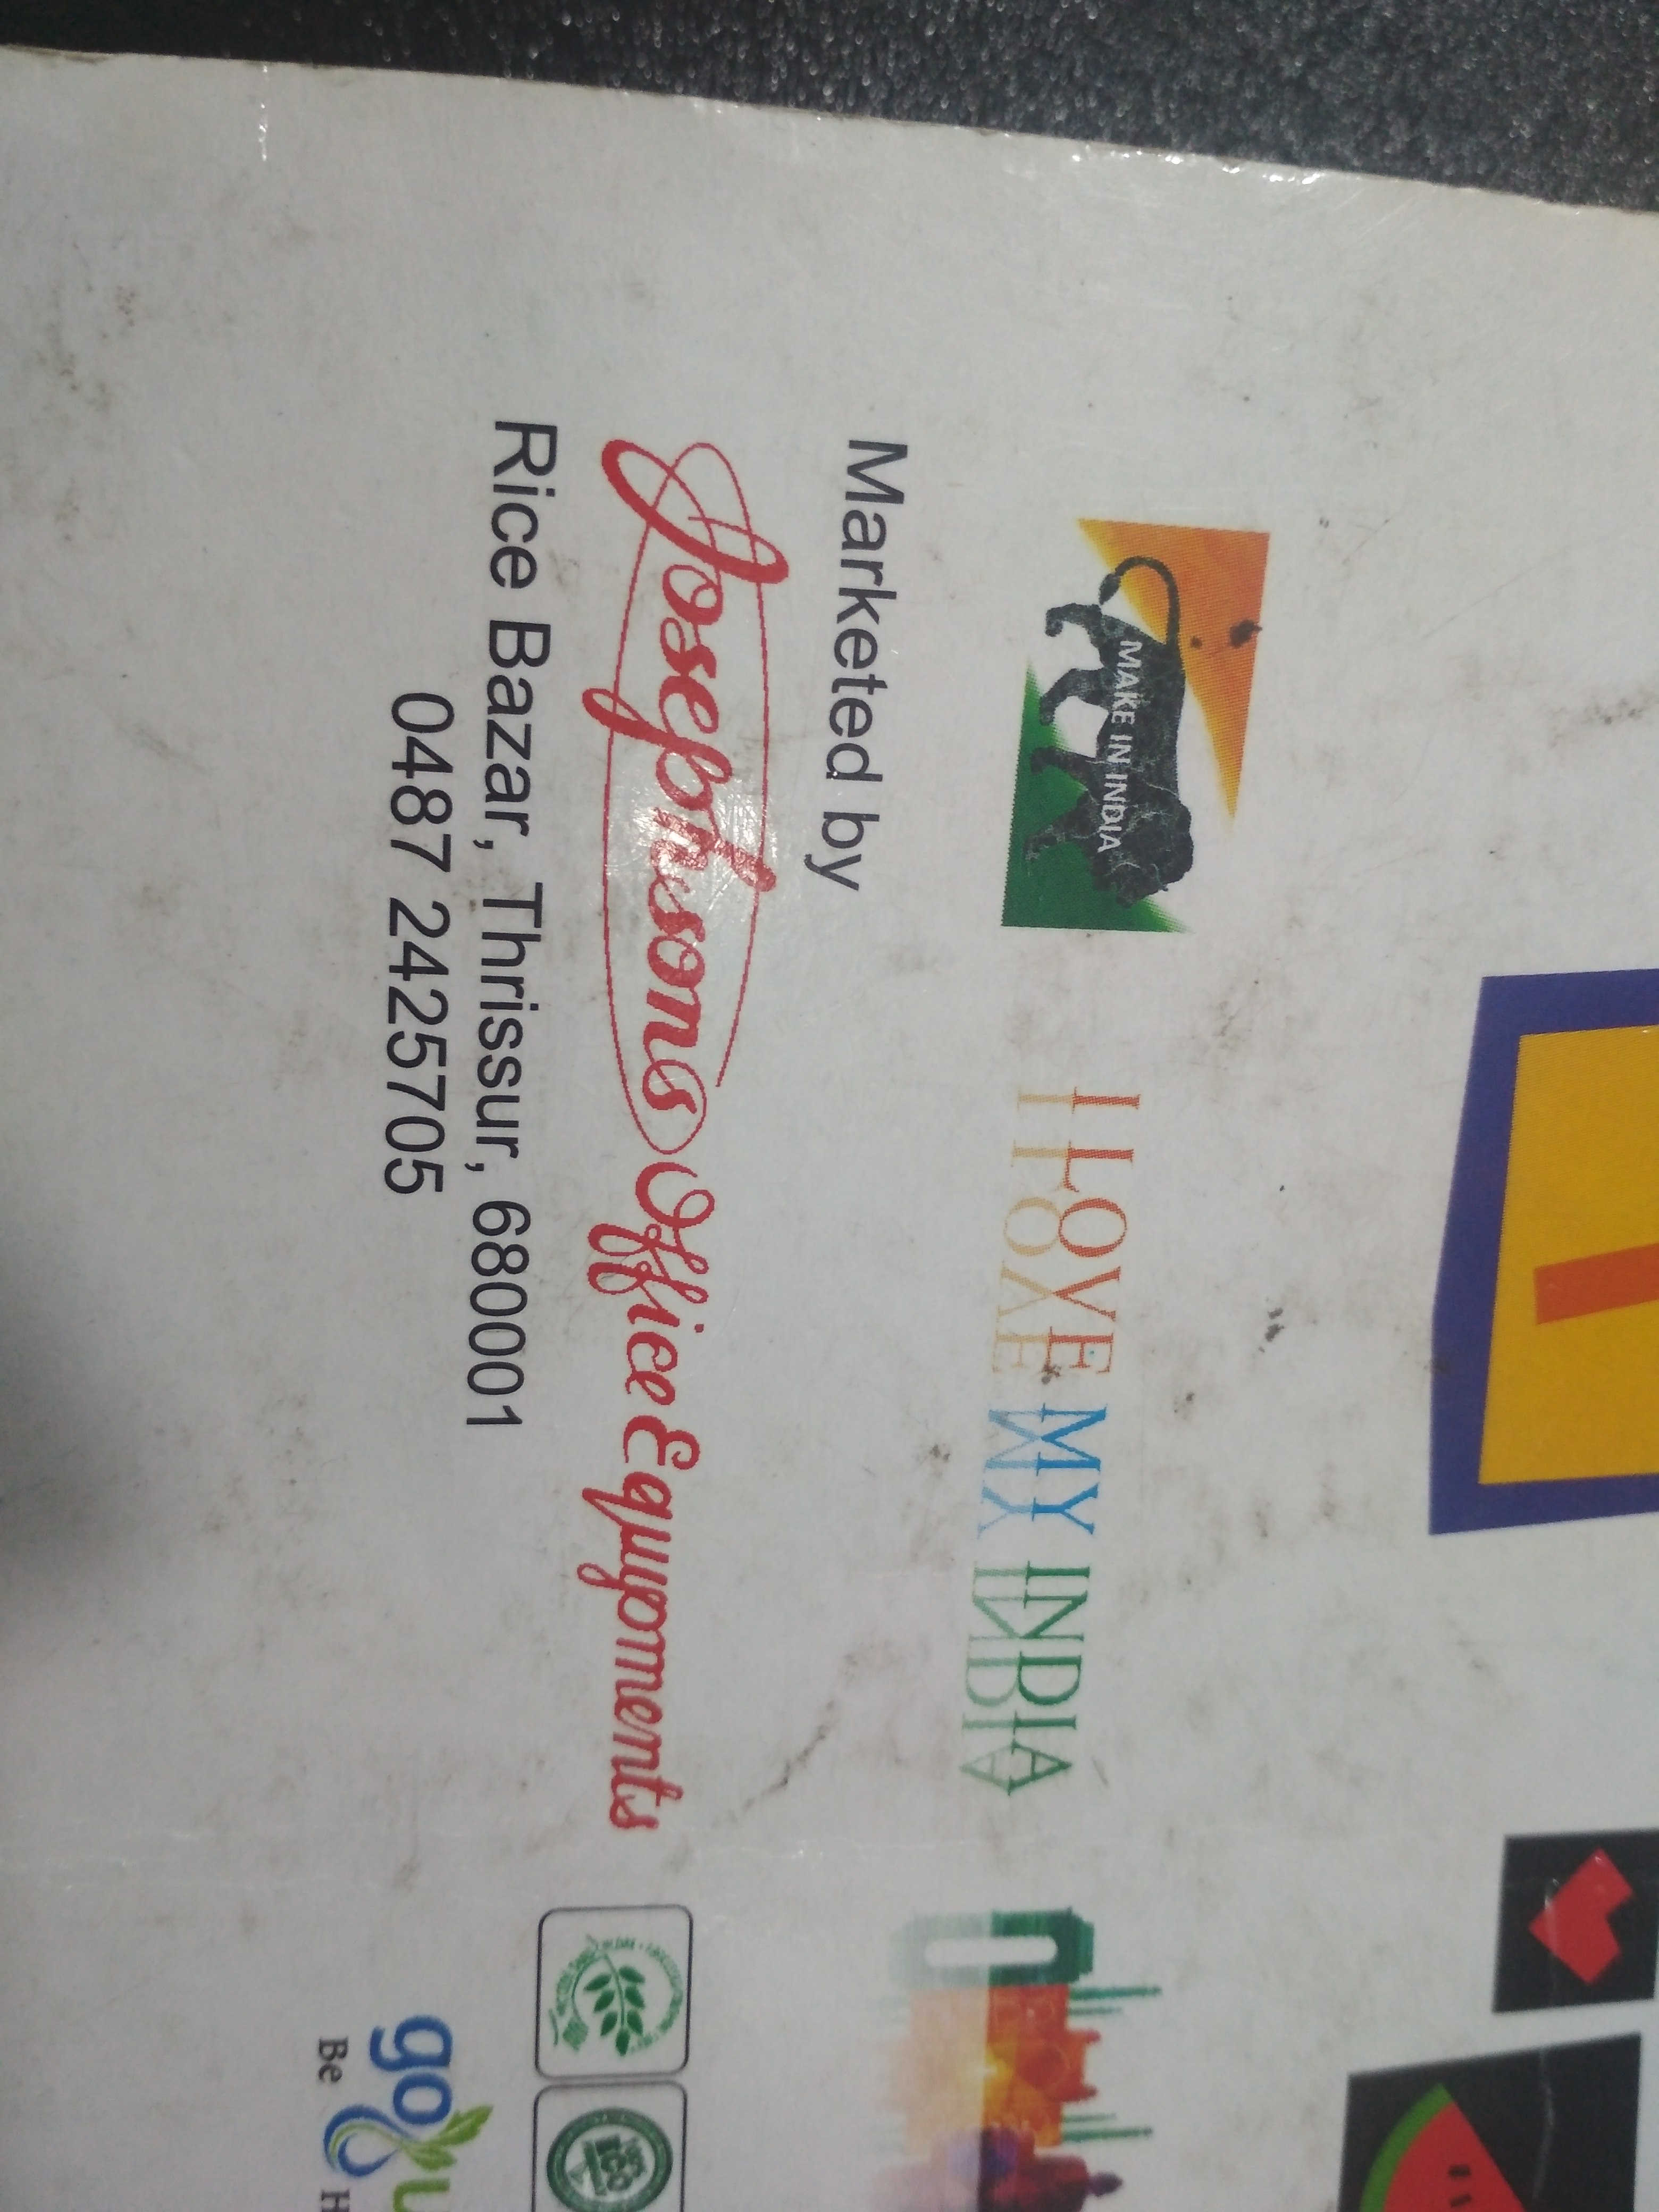 MAKE IN INDIA
I LOVE MY INDIA
Marketed by
Josephsons Office Equipments
Rice Bazar, Thrissur, 680001
0487 2425705
ECO
go
Be